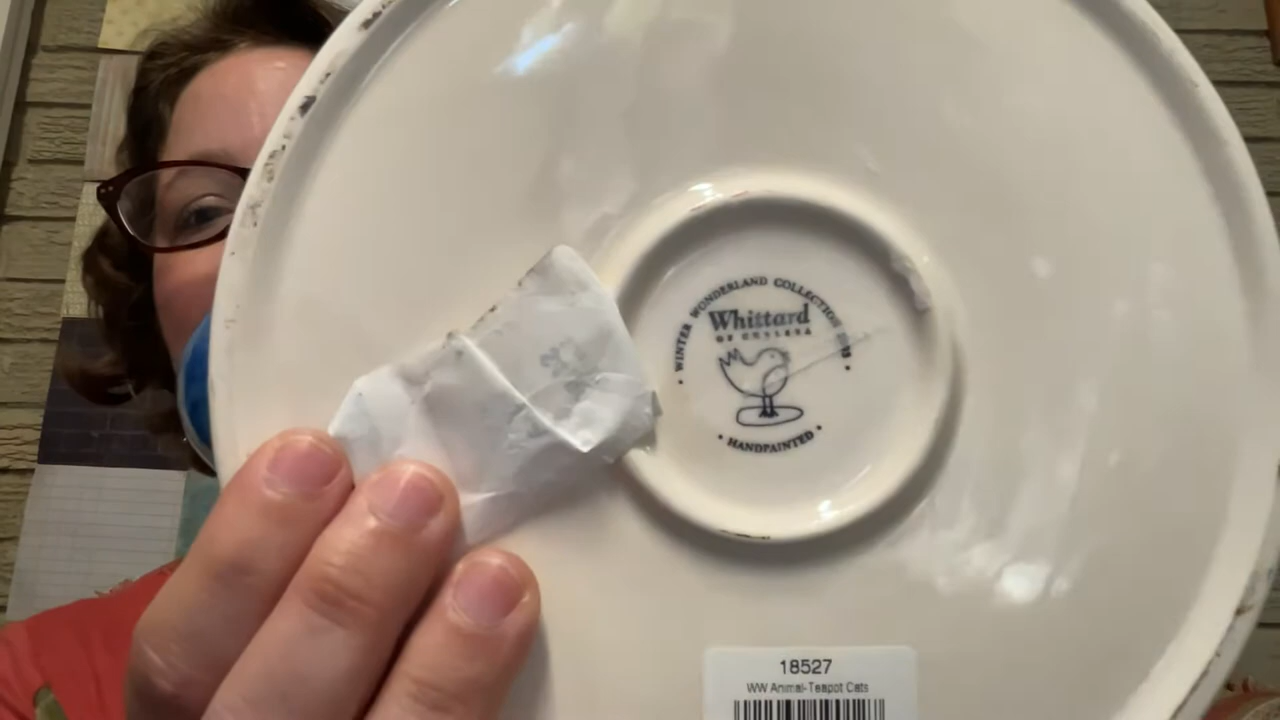 WINTER WONDERLAND COLLECTION
Whittard
OF CHELSEA
HANDPAINTED
18527
WW Animal-Teapot Cats